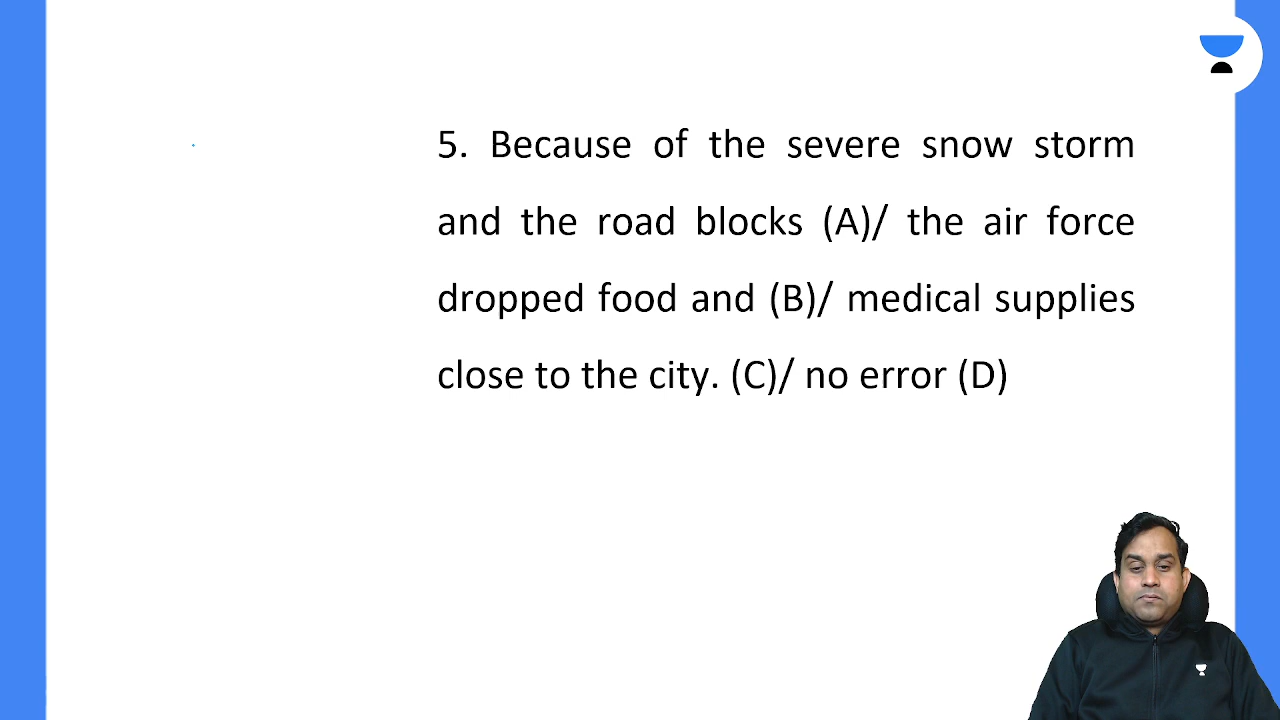 5. Because of the severe snow storm
and the road blocks (A)/ the air force
dropped food and (B)/ medical supplies
close to the city. (C)/ no error (D)